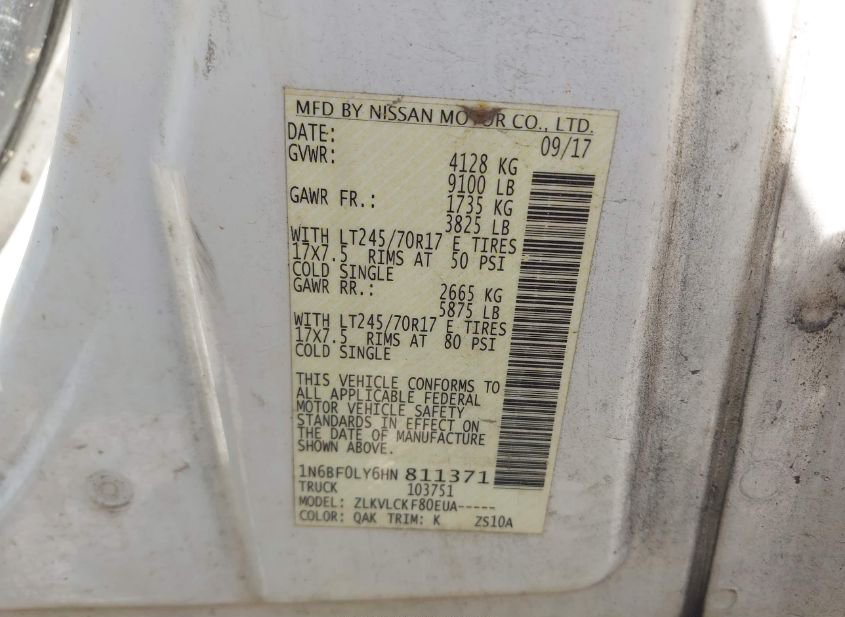 MFD BY NISSAN MOTOR CO., LTD.
DATE: 09/17
GVWR: 4128 KG
9100 LB
GAWR FR.: 1735 KG
3825 LB
WITH LT245/70R17 E TIRES
17X7.5 RIMS AT 50 PSI
COLD SINGLE
GAWR RR.: 2665 KG
5875 LB
WITH LT245/70R17 E TIRES
17X7.5 RIMS AT 80 PSI
COLD SINGLE
THIS VEHICLE CONFORMS TO
ALL APPLICABLE FEDERAL
MOTOR VEHICLE SAFETY
STANDARDS IN EFFECT ON
THE DATE OF MANUFACTURE
SHOWN ABOVE.
1N6BF0LY6HN 811371
TRUCK 103751
MODEL: ZLKVLCKF80EUA-----
COLOR: QAK TRIM: K ZS10A